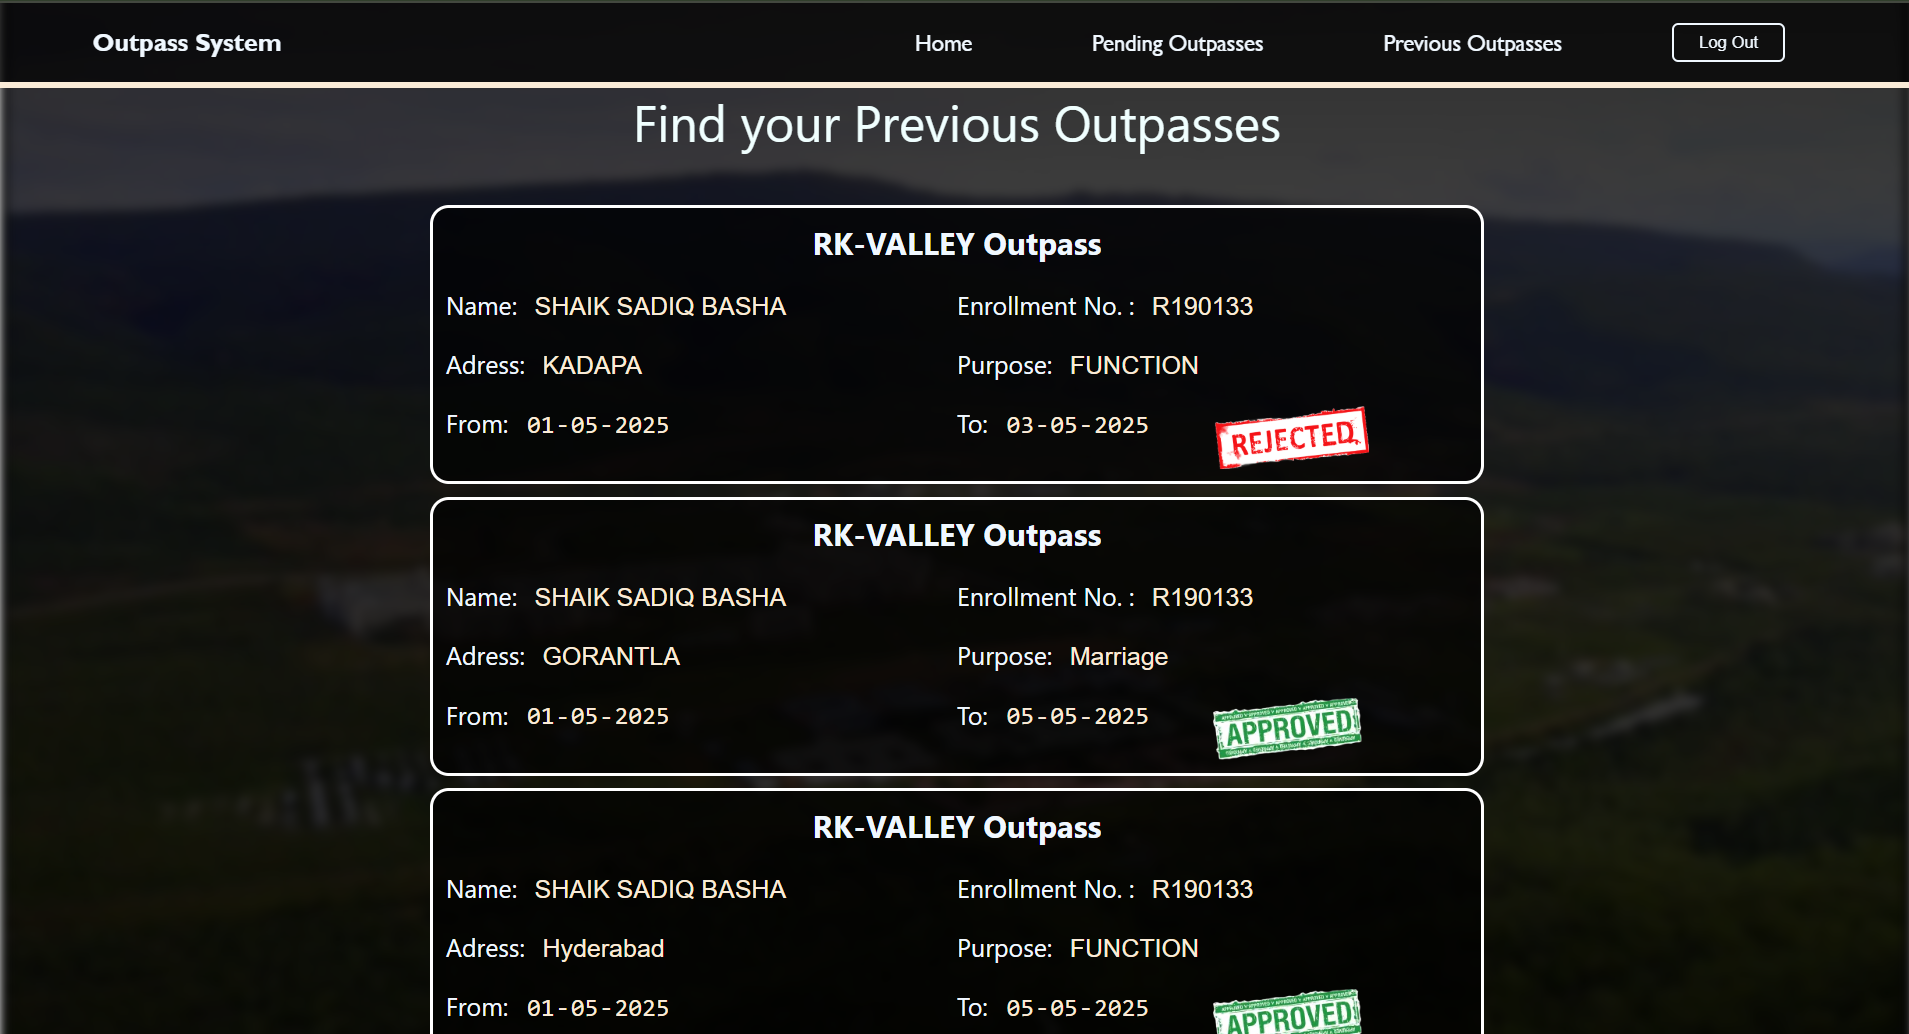 Outpass System Home Pending Outpasses Previous Outpasses Log Out
Find your Previous Outpasses
RK-VALLEY Outpass
Name: SHAIK SADIQ BASHA Enrollment No. : R190133
Adress: KADAPA Purpose: FUNCTION
From: 01-05-2025 To: 03-05-2025 REJECTED
RK-VALLEY Outpass
Name: SHAIK SADIQ BASHA Enrollment No. : R190133
Adress: GORANTLA Purpose: Marriage
From: 01-05-2025 To: 05-05-2025 APPROVED
RK-VALLEY Outpass
Name: SHAIK SADIQ BASHA Enrollment No. : R190133
Adress: Hyderabad Purpose: FUNCTION
From: 01-05-2025 To: 05-05-2025 APPROVED